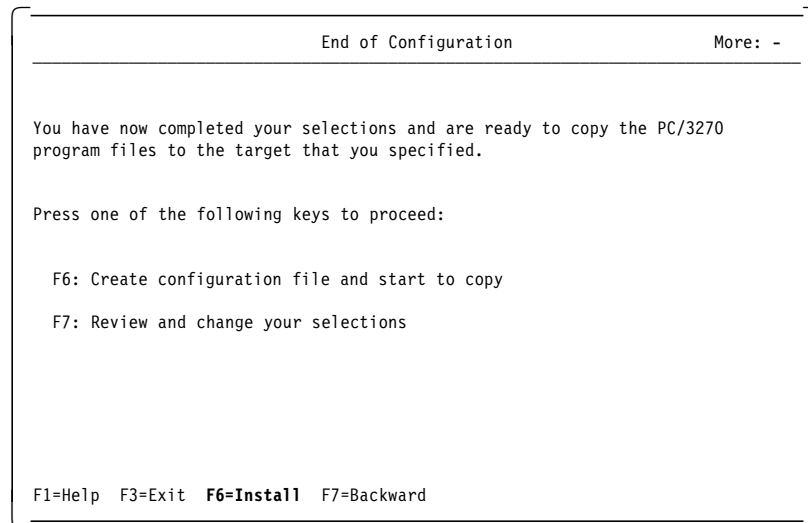 End of Configuration More: -
You have now completed your selections and are ready to copy the PC/3270
program files to the target that you specified.
Press one of the following keys to proceed:
F6: Create configuration file and start to copy
F7: Review and change your selections
F1=Help F3=Exit F6=Install F7=Backward